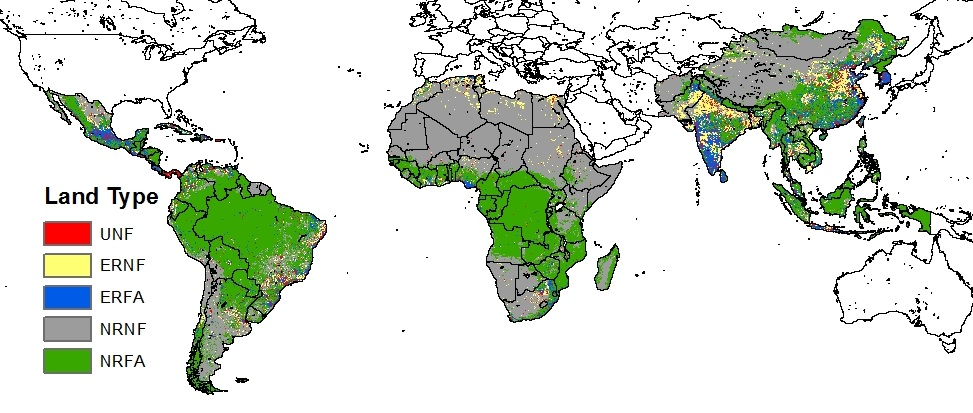 Land Type
UNF
ERNF
ERFA
NRNF
NRFA